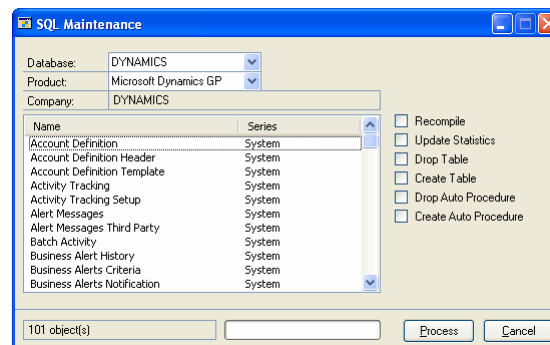 SQL Maintenance
Database: DYNAMICS
Product: Microsoft Dynamics GP
Company: DYNAMICS
Name Series
Account Definition System
Account Definition Header System
Account Definition Template System
Activity Tracking System
Activity Tracking Setup System
Alert Messages System
Alert Messages Third Party System
Batch Activity System
Business Alert History System
Business Alerts Criteria System
Business Alerts Notification System
Recompile
Update Statistics
Drop Table
Create Table
Drop Auto Procedure
Create Auto Procedure
101 object(s)
Process Cancel